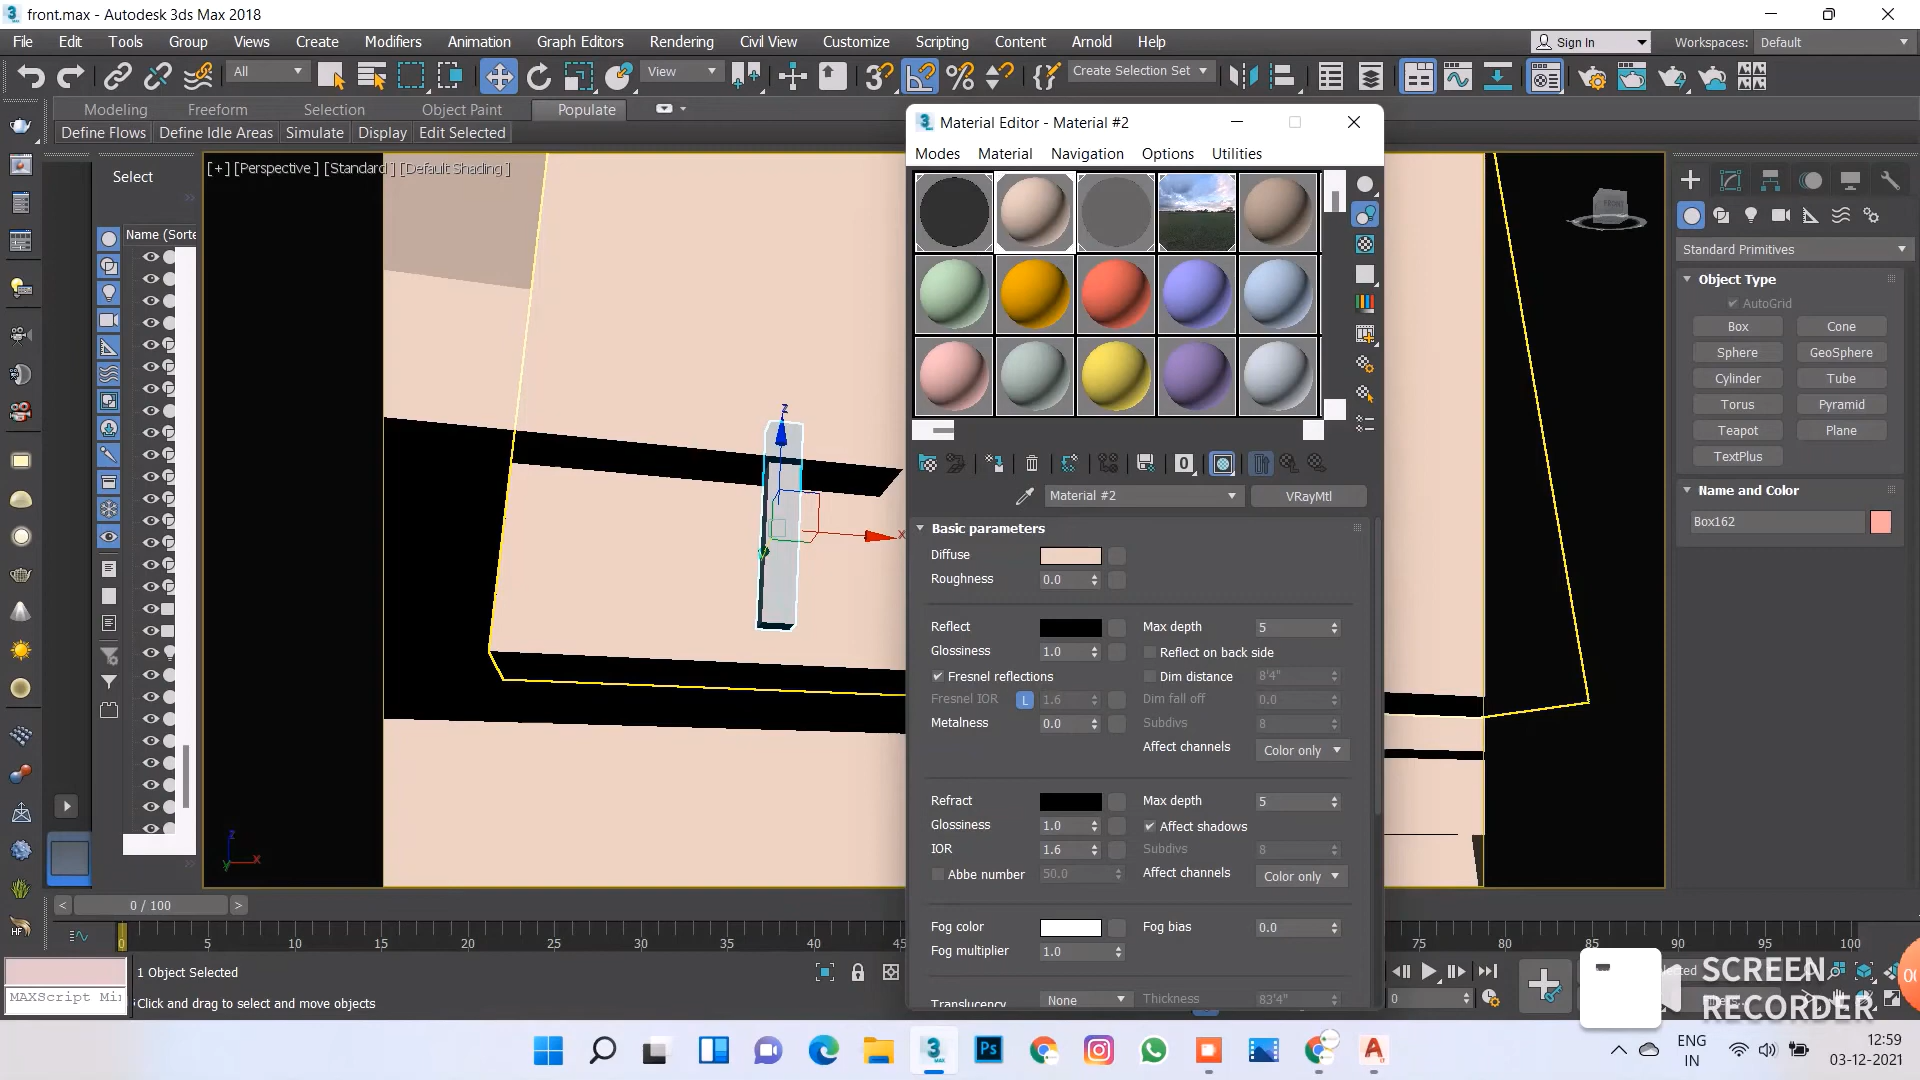 front.max - Autodesk 3ds Max 2018
File Edit Tools Group Views Create Modifiers Animation Graph Editors Rendering Civil View Customize Scripting Content Arnold Help
Sign In Workspaces: Default
All View Create Selection Set
Modeling Freeform Selection Object Paint Populate
Define Flows Define Idle Areas Simulate Display Edit Selected
Select
Name (Sorte
[+] [Perspective ] [Standard ] [Default Shading ]
z
x
z
x
y
Material Editor - Material #2
Modes Material Navigation Options Utilities
0
Material #2 VRayMtl
Basic parameters
Diffuse
Roughness 0.0
Reflect Max depth 5
Glossiness 1.0 Reflect on back side
Fresnel reflections Dim distance 8'4"
Fresnel IOR L 1.6 Dim fall off 0.0
Metalness 0.0 Subdivs 8
Affect channels Color only
Refract Max depth 5
Glossiness 1.0 Affect shadows
IOR 1.6 Subdivs 8
Abbe number 50.0 Affect channels Color only
Fog color Fog bias 0.0
Fog multiplier 1.0
Translucency None Thickness 83'4"
FRONT
Standard Primitives
Object Type
AutoGrid
Box Cone
Sphere GeoSphere
Cylinder Tube
Torus Pyramid
Teapot Plane
TextPlus
Name and Color
Box162
< 0 / 100 >
0 5 10 15 20 25 30 35 40 45 75 80 85 90 95 100
1 Object Selected
MAXScript Mi
Click and drag to select and move objects
0
SCREEN
RECORDER
ENG
IN
12:59
03-12-2021